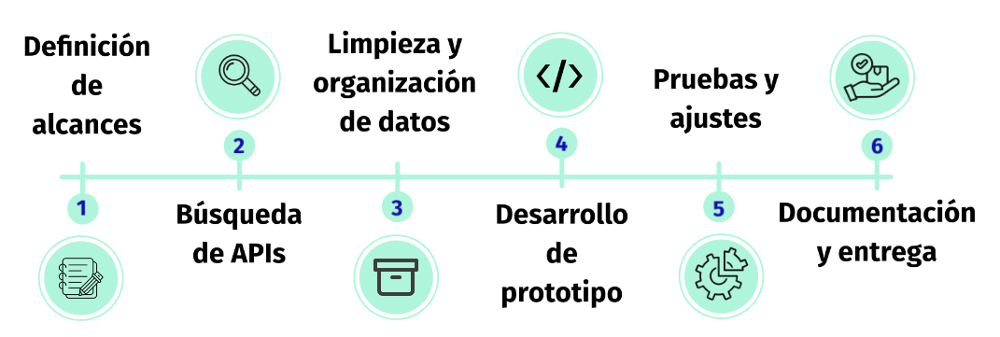 Definición
de
alcances
1
2
Búsqueda
de APIs
Limpieza y
organización
de datos
3
</>
4
Desarrollo
de
prototipo
Pruebas y
ajustes
5
6
Documentación
y entrega